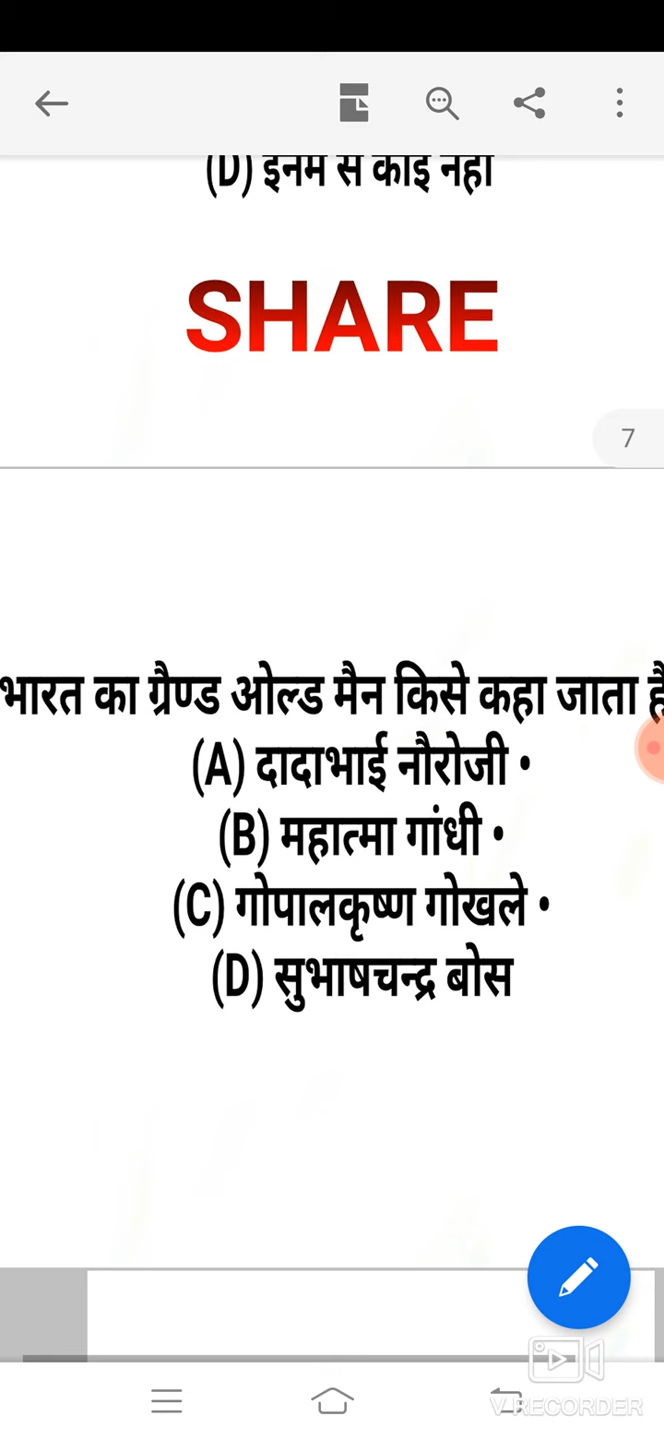 (D) इनमें से कोई नहीं
SHARE
7
भारत का ग्रैण्ड ओल्ड मैन किसे कहा जाता है
(A) दादाभाई नौरोजी •
(B) महात्मा गांधी •
(C) गोपालकृष्ण गोखले •
(D) सुभाषचन्द्र बोस
V RECORDER